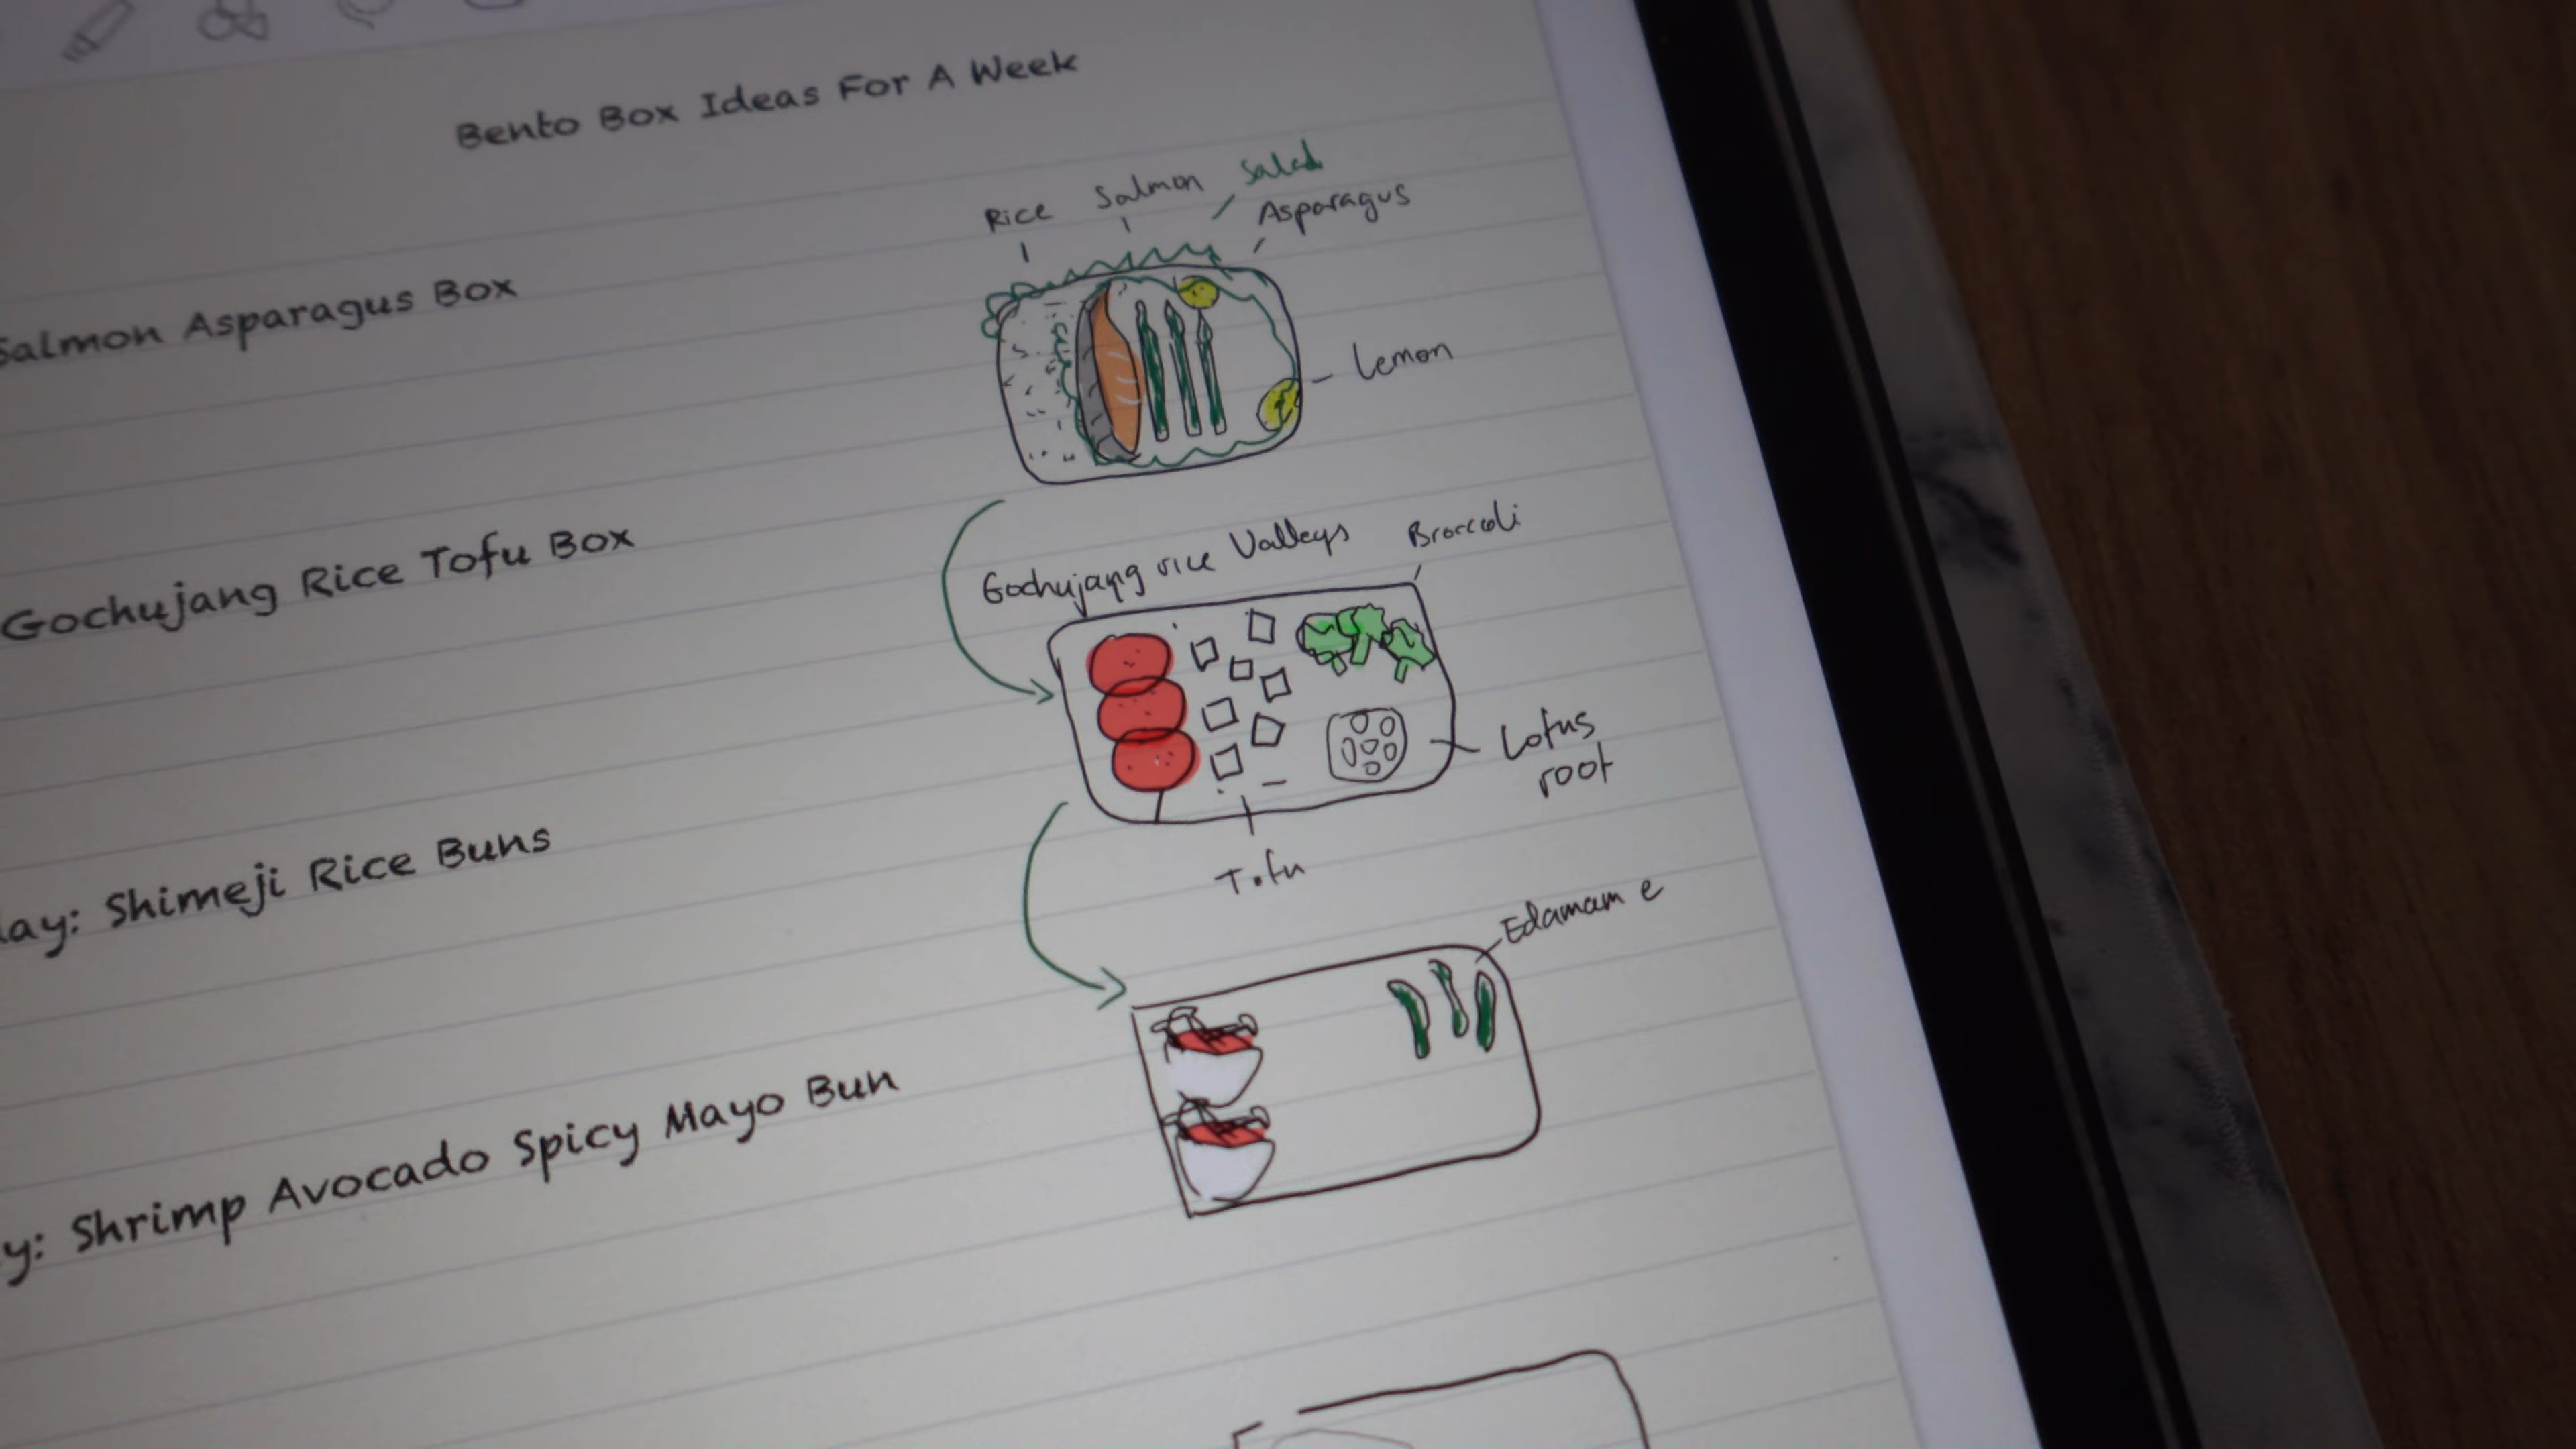 Bento Box Ideas For A Week
Rice Salmon Salad
Asparagus
Salmon Asparagus Box
Lemon
Gochujang rice Valleys Broccoli
Gochujang Rice Tofu Box
Lotus
root
Tofu
ay: Shimeji Rice Buns
Edamame
y: Shrimp Avocado Spicy Mayo Bun